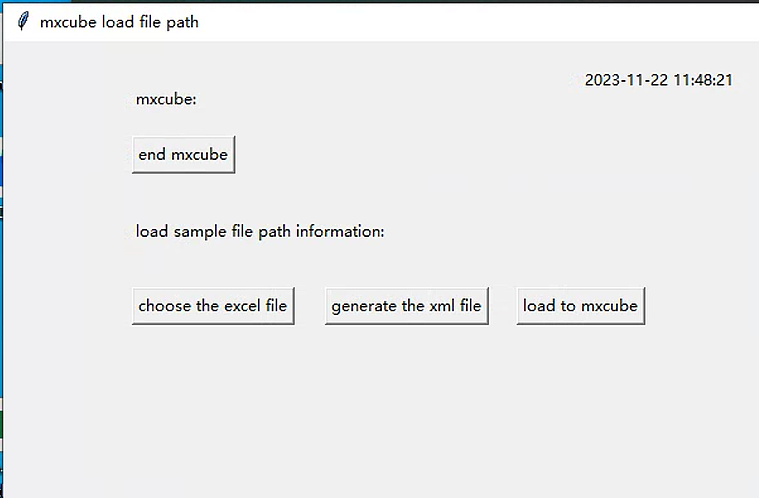 mxcube load file path
2023-11-22 11:48:21
mxcube:
end mxcube
load sample file path information:
choose the excel file generate the xml file load to mxcube